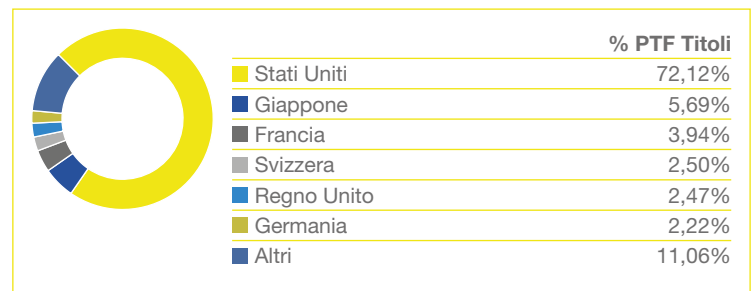 % PTF Titoli
Stati Uniti 72,12%
Giappone 5,69%
Francia 3,94%
Svizzera 2,50%
Regno Unito 2,47%
Germania 2,22%
Altri 11,06%